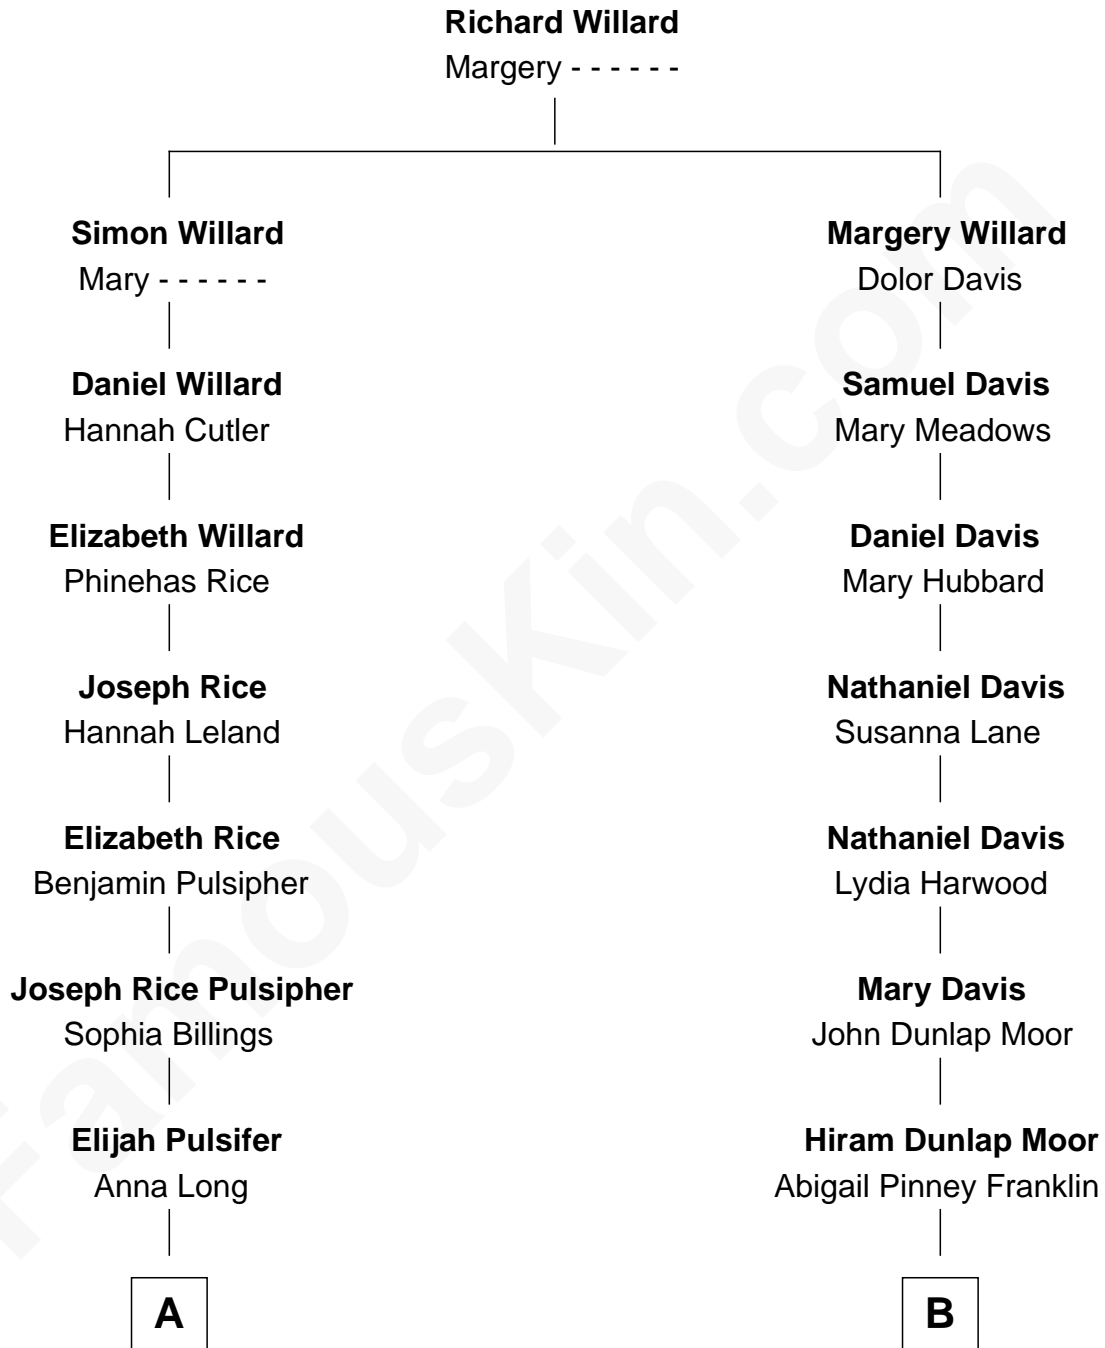 Richard Willard
Margery - - - - - -
Simon Willard
Mary - - - - - -
Daniel Willard
Hannah Cutler
Elizabeth Willard
Phinehas Rice
Joseph Rice
Hannah Leland
Elizabeth Rice
Benjamin Pulsipher
Joseph Rice Pulsipher
Sophia Billings
Elijah Pulsifer
Anna Long
A
Margery Willard
Dolor Davis
Samuel Davis
Mary Meadows
Daniel Davis
Mary Hubbard
Nathaniel Davis
Susanna Lane
Nathaniel Davis
Lydia Harwood
Mary Davis
John Dunlap Moor
Hiram Dunlap Moor
Abigail Pinney Franklin
B
FamousKin.com